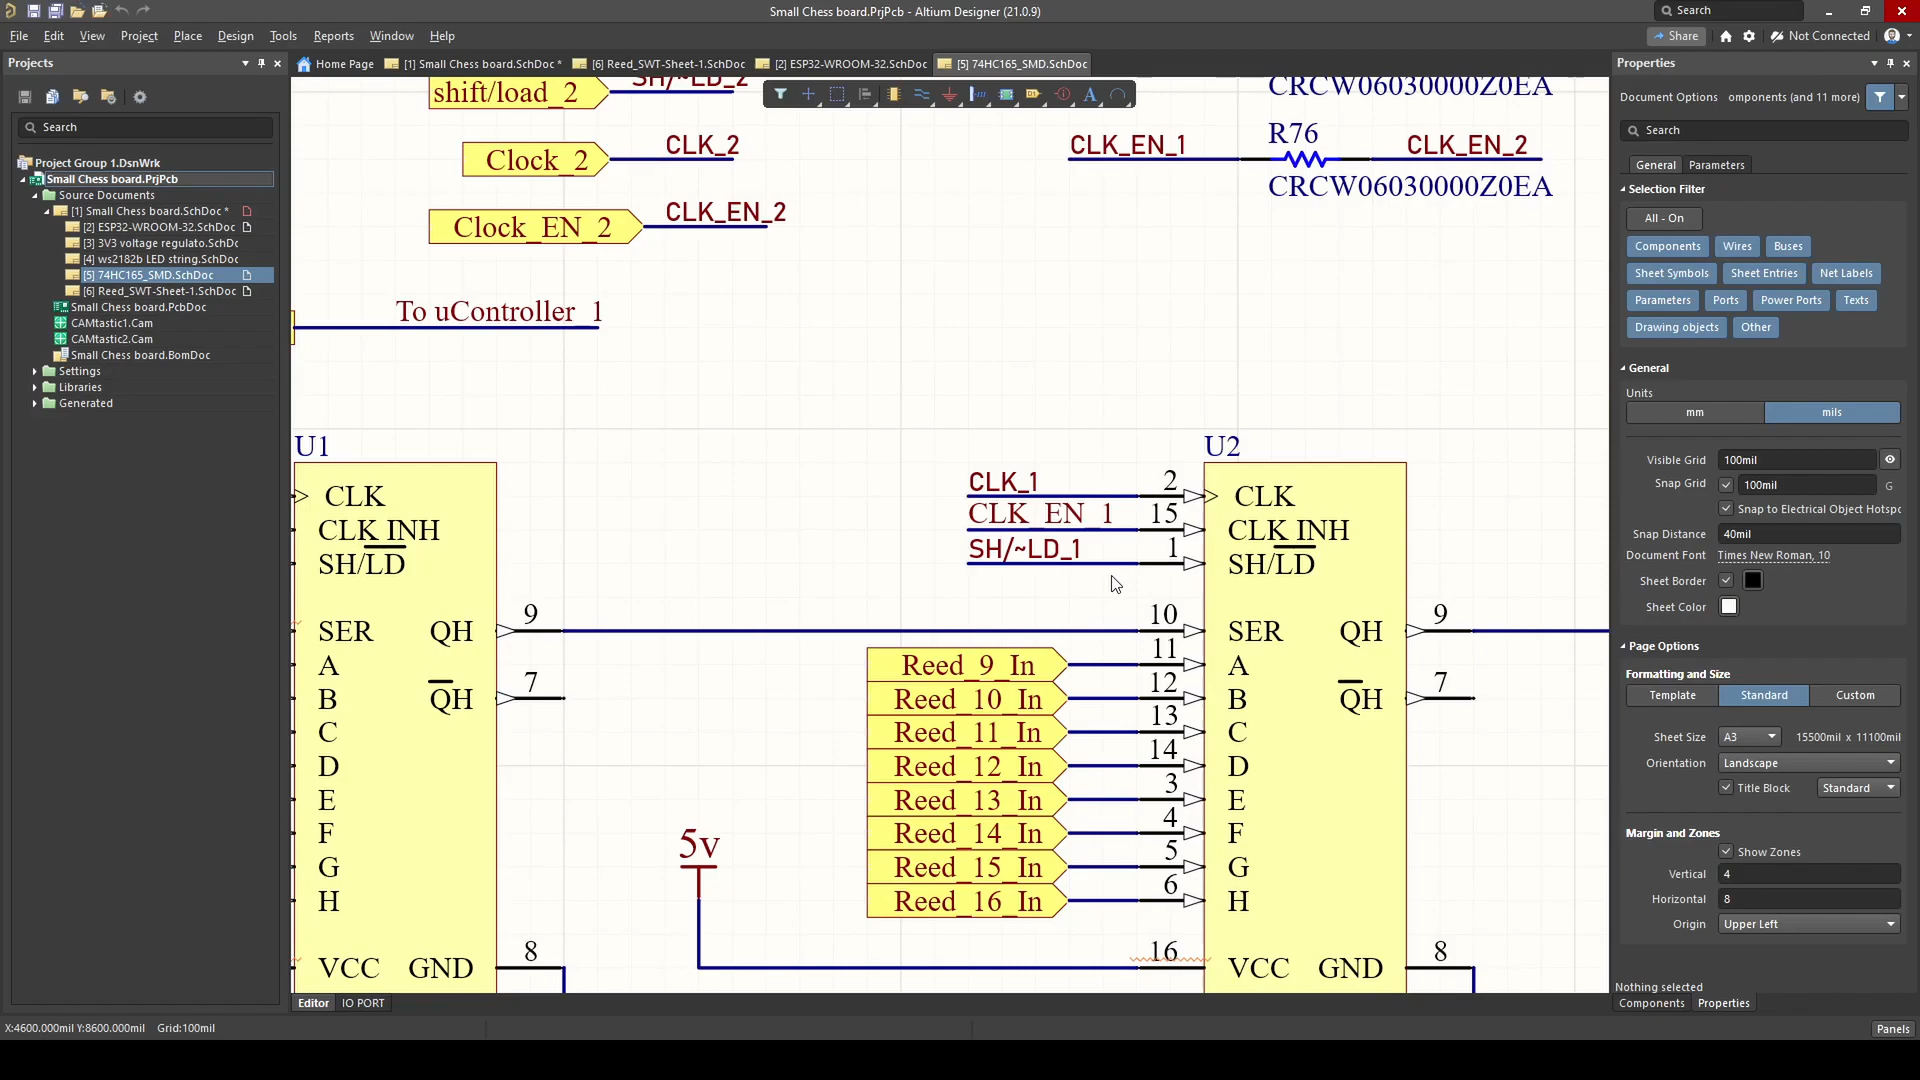 Small Chess board.PrjPcb - Altium Designer (21.0.9)
Search
File Edit View Project Place Design Tools Reports Window Help
Share
Not Connected
Projects
Home Page
[1] Small Chess board.SchDoc *
[6] Reed_SWT-Sheet-1.SchDoc
[2] ESP32-WROOM-32.SchDoc
[5] 74HC165_SMD.SchDoc
Search
Project Group 1.DsnWrk
Small Chess board.PrjPcb
Source Documents
[1] Small Chess board.SchDoc *
[2] ESP32-WROOM-32.SchDoc
[3] 3V3 voltage regulato.SchDc
[4] ws2182b LED string.SchDoc
[5] 74HC165_SMD.SchDoc
[6] Reed_SWT-Sheet-1.SchDoc
Small Chess board.PcbDoc
CAMtastic1.Cam
CAMtastic2.Cam
Small Chess board.BomDoc
Settings
Libraries
Generated
shift/load_2
SH/~LD_2
Clock_2
CLK_2
Clock_EN_2
CLK_EN_2
To uController_1
CRCW06030000Z0EA
CLK_EN_1
R76
CLK_EN_2
CRCW06030000Z0EA
U1
CLK
CLK INH
SH/LD
SER QH 9
A
B QH 7
C
D
E
F
G
H
VCC GND 8
5v
U2
CLK_1 2 CLK
CLK_EN_1 15 CLK INH
SH/~LD_1 1 SH/LD
10 SER QH 9
Reed_9_In 11 A
Reed_10_In 12 B QH 7
Reed_11_In 13 C
Reed_12_In 14 D
Reed_13_In 3 E
Reed_14_In 4 F
Reed_15_In 5 G
Reed_16_In 6 H
16 VCC GND 8
Editor
IO PORT
X:4600.000mil Y:8600.000mil Grid:100mil
Properties
Document Options
omponents (and 11 more)
Search
General
Parameters
Selection Filter
All - On
Components Wires Buses
Sheet Symbols Sheet Entries Net Labels
Parameters Ports Power Ports Texts
Drawing objects Other
General
Units
mm mils
Visible Grid 100mil
Snap Grid 100mil G
Snap to Electrical Object Hotspc
Snap Distance 40mil
Document Font Times New Roman, 10
Sheet Border
Sheet Color
Page Options
Formatting and Size
Template Standard Custom
Sheet Size A3 15500mil x 11100mil
Orientation Landscape
Title Block Standard
Margin and Zones
Show Zones
Vertical 4
Horizontal 8
Origin Upper Left
Nothing selected
Components Properties
Panels